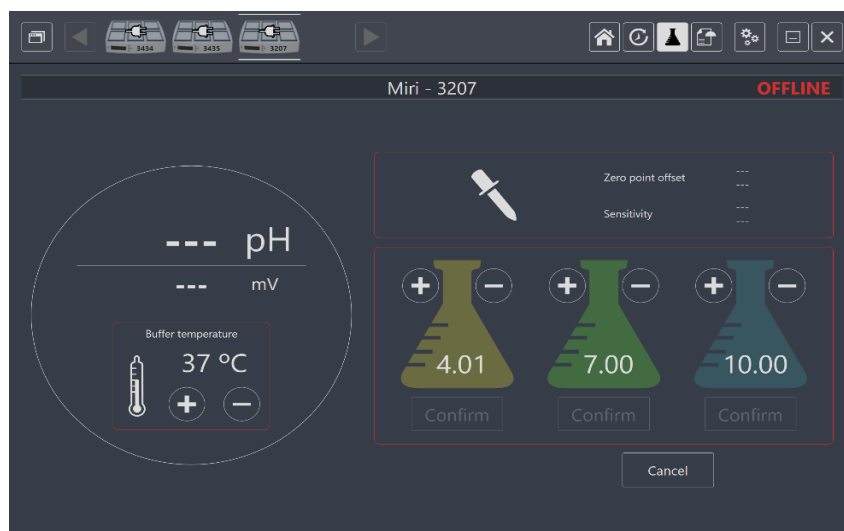 3434
3435
3207
Miri - 3207
OFFLINE
Zero point offset
---
---
Sensitivity
---
---
--- pH
--- mV
Buffer temperature
37 ºC
4.01
7.00
10.00
Confirm
Confirm
Confirm
Cancel